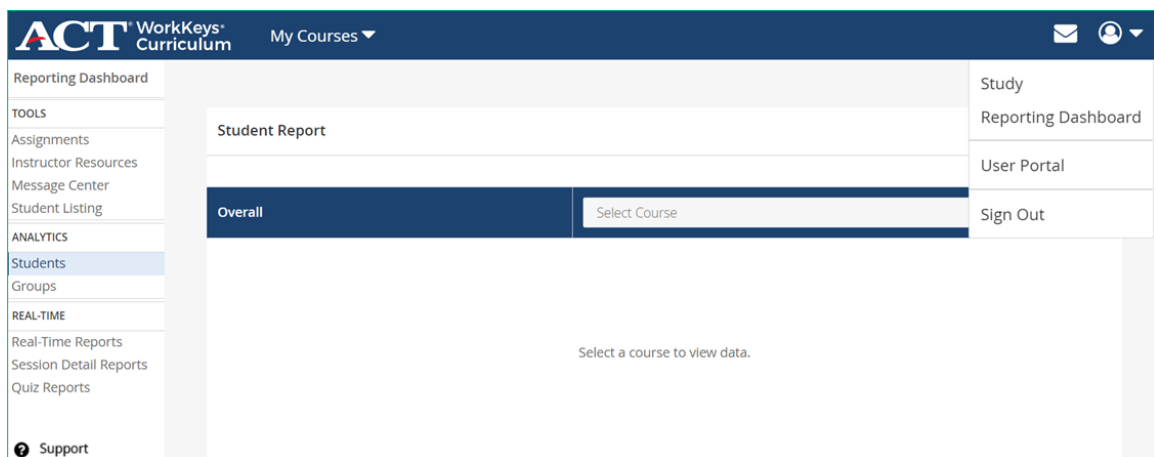 ACT® WorkKeys®
Curriculum
My Courses
Reporting Dashboard
TOOLS
Assignments
Instructor Resources
Message Center
Student Listing
ANALYTICS
Students
Groups
REAL-TIME
Real-Time Reports
Session Detail Reports
Quiz Reports
Support
Student Report
Overall
Select Course
Select a course to view data.
Study
Reporting Dashboard
User Portal
Sign Out